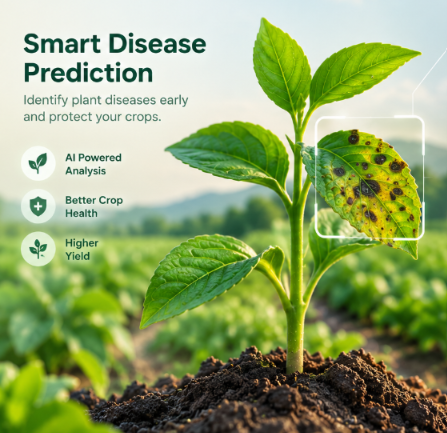 Smart Disease
Prediction
Identify plant diseases early
and protect your crops.
AI Powered
Analysis
Better Crop
Health
Higher
Yield